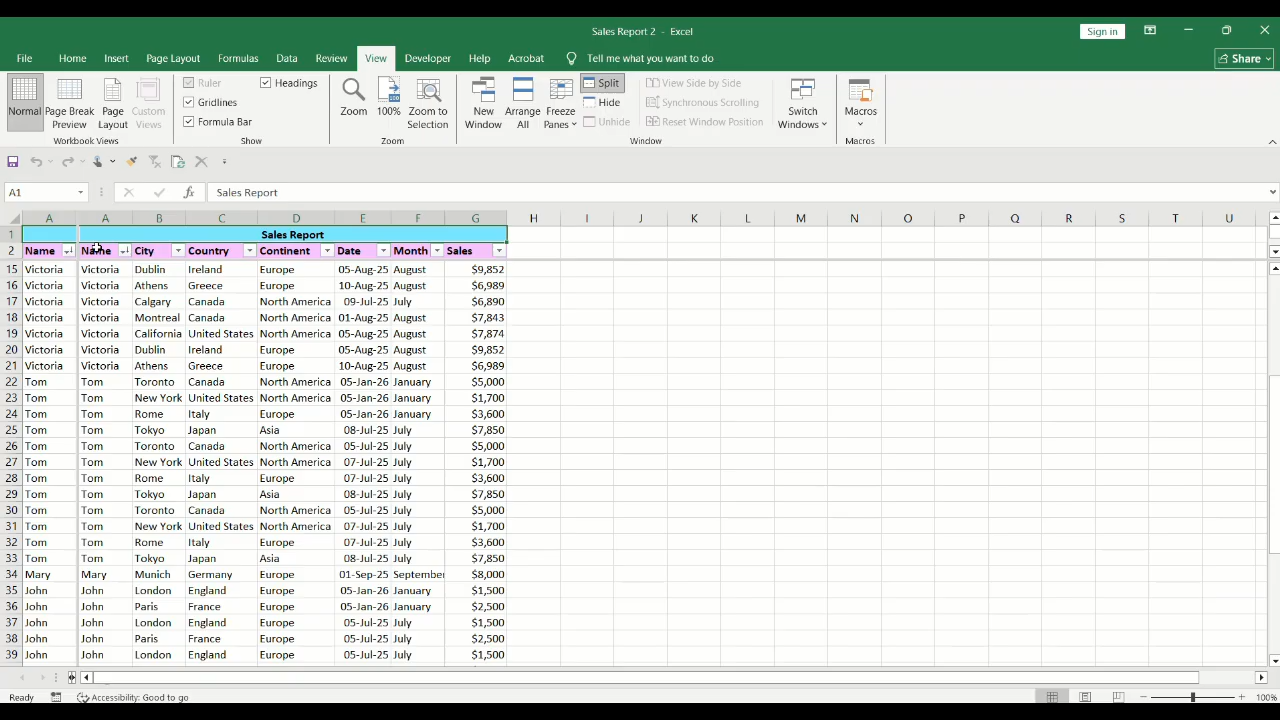 Sales Report 2 - Excel
Sign in
File Home Insert Page Layout Formulas Data Review View Developer Help Acrobat Tell me what you want to do Share
Normal Page Break Preview Page Layout Custom Views
Workbook Views
Ruler Headings
Gridlines
Formula Bar
Show
Zoom 100% Zoom to Selection
Zoom
New Window Arrange All Freeze Panes
Split
Hide
Unhide
View Side by Side
Synchronous Scrolling
Reset Window Position
Window
Switch Windows
Macros
Macros
A1 fx Sales Report
A A B C D E F G H I J K L M N O P Q R S T U
1 Sales Report
2 Name Name City Country Continent Date Month Sales
15 Victoria Victoria Dublin Ireland Europe 05-Aug-25 August $9,852
16 Victoria Victoria Athens Greece Europe 10-Aug-25 August $6,989
17 Victoria Victoria Calgary Canada North America 09-Jul-25 July $6,890
18 Victoria Victoria Montreal Canada North America 01-Aug-25 August $7,843
19 Victoria Victoria California United States North America 05-Aug-25 August $7,874
20 Victoria Victoria Dublin Ireland Europe 05-Aug-25 August $9,852
21 Victoria Victoria Athens Greece Europe 10-Aug-25 August $6,989
22 Tom Tom Toronto Canada North America 05-Jan-26 January $5,000
23 Tom Tom New York United States North America 05-Jan-26 January $1,700
24 Tom Tom Rome Italy Europe 05-Jan-26 January $3,600
25 Tom Tom Tokyo Japan Asia 08-Jul-25 July $7,850
26 Tom Tom Toronto Canada North America 05-Jul-25 July $5,000
27 Tom Tom New York United States North America 07-Jul-25 July $1,700
28 Tom Tom Rome Italy Europe 07-Jul-25 July $3,600
29 Tom Tom Tokyo Japan Asia 08-Jul-25 July $7,850
30 Tom Tom Toronto Canada North America 05-Jul-25 July $5,000
31 Tom Tom New York United States North America 07-Jul-25 July $1,700
32 Tom Tom Rome Italy Europe 07-Jul-25 July $3,600
33 Tom Tom Tokyo Japan Asia 08-Jul-25 July $7,850
34 Mary Mary Munich Germany Europe 01-Sep-25 September $8,000
35 John John London England Europe 05-Jan-26 January $1,500
36 John John Paris France Europe 05-Jan-26 January $2,500
37 John John London England Europe 05-Jul-25 July $1,500
38 John John Paris France Europe 05-Jul-25 July $2,500
39 John John London England Europe 05-Jul-25 July $1,500
Ready Accessibility: Good to go 100%